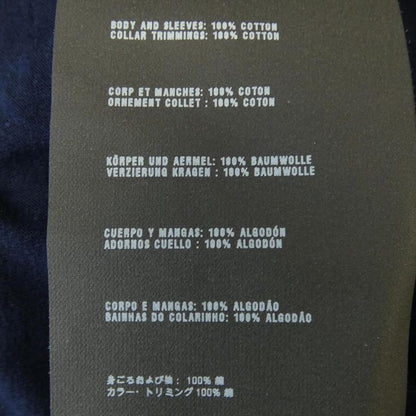 BODY AND SLEEVES: 100% COTTON
COLLAR TRIMMINGS: 100% COTTON
CORP ET MANCHES: 100% COTON
ORNEMENT COLLET : 100% COTON
KÖRPER UND AERMEL: 100% BAUMWOLLE
VERZIERUNG KRAGEN : 100% BAUMWOLLE
CUERPO Y MANGAS: 100% ALGODÓN
ADORNOS CUELLO : 100% ALGODÓN
CORPO E MANGAS: 100% ALGODÃO
BAINHAS DO COLARINHO: 100% ALGODÃO
身ごろおよび袖： 100% 綿
カラー・トリミング 100% 綿